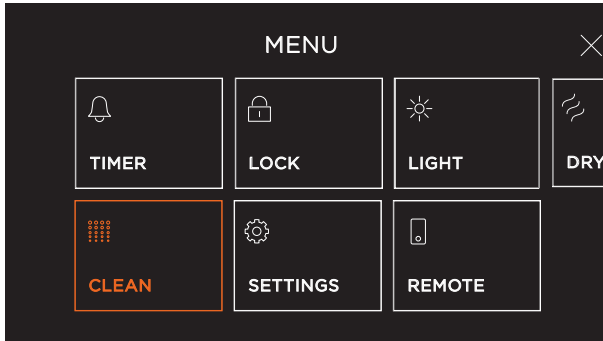 MENU
TIMER
LOCK
LIGHT
DRY
CLEAN
SETTINGS
REMOTE